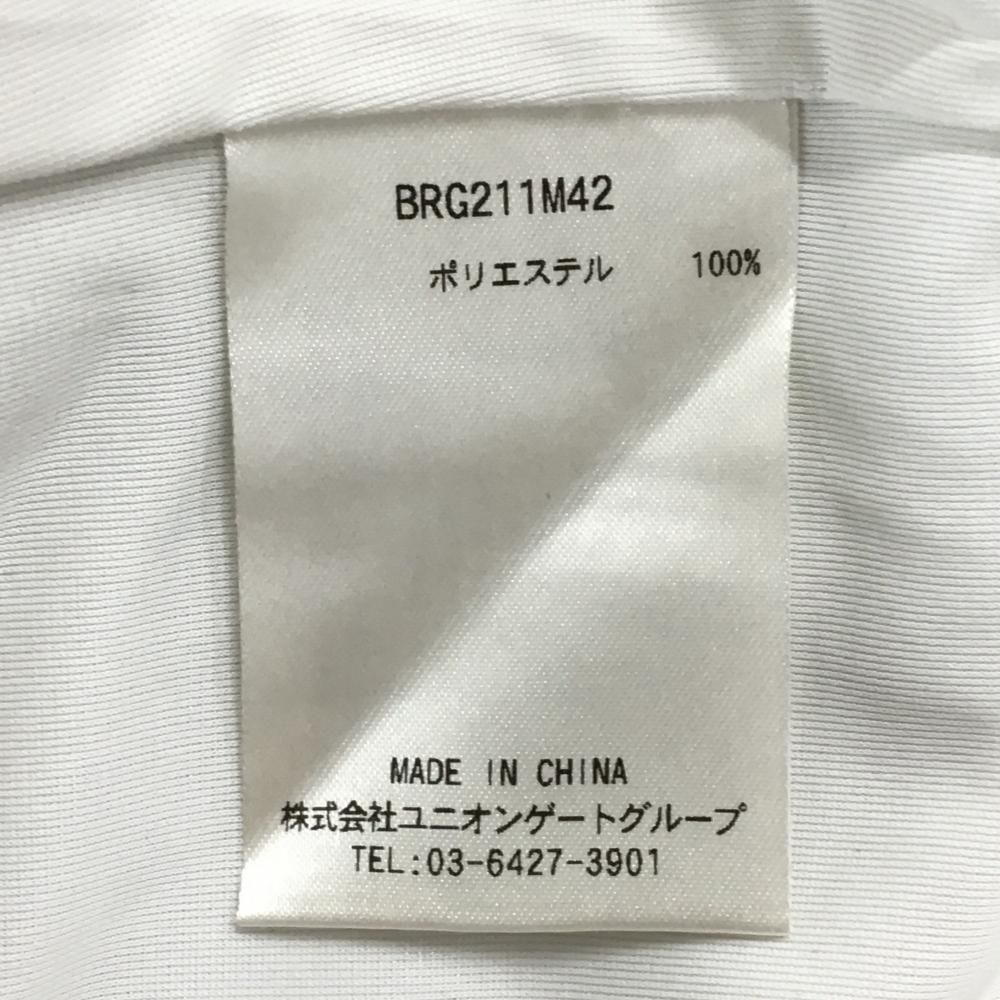 BRG211M42
ポリエステル 100%
MADE IN CHINA
株式会社ユニオンゲートグループ
TEL:03-6427-3901